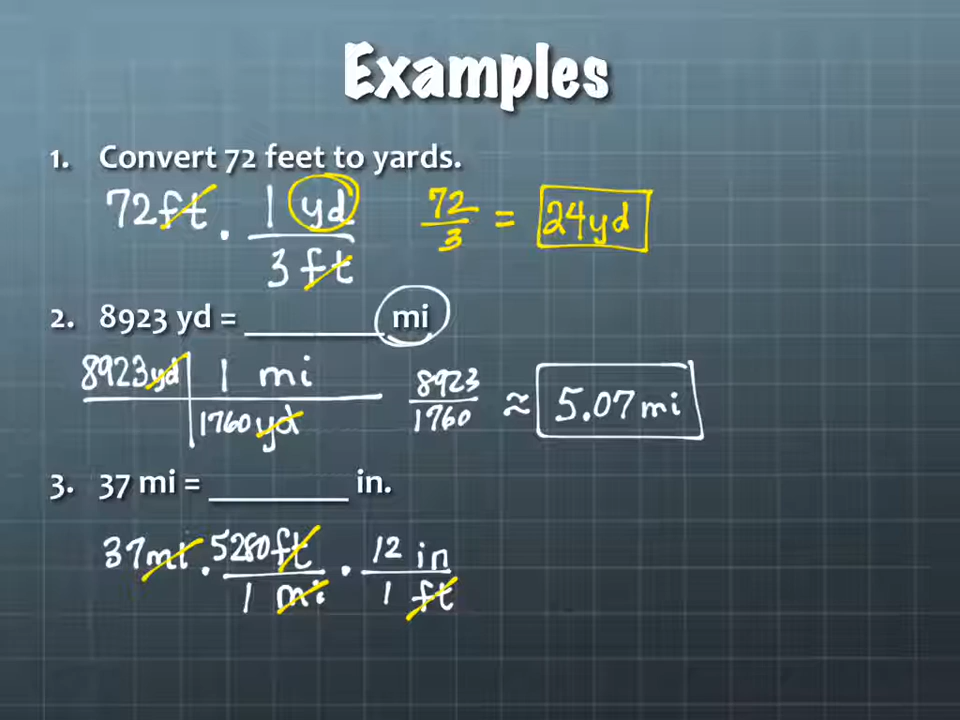 Examples
1. Convert 72 feet to yards.
72ft · 1 yd / 3 ft   72/3 = 24yd
2. 8923 yd = ________ mi
8923yd | 1 mi / 1760yd   8923/1760 ≈ 5.07mi
3. 37 mi = ________ in.
37mi · 5280ft / 1 mi · 12 in / 1 ft